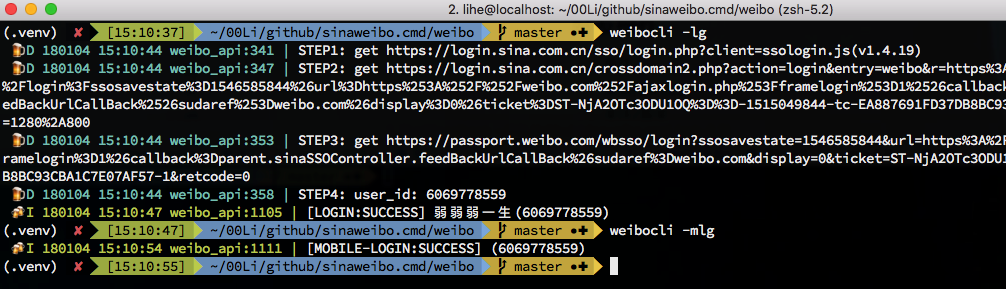 2. lihe@localhost: ~/00Li/github/sinaweibo.cmd/weibo (zsh-5.2)
(.venv) ✘ [15:10:37] ~/00Li/github/sinaweibo.cmd/weibo master ●✚ weibocli -lg
🍺D 180104 15:10:44 weibo_api:341 | STEP1: get https://login.sina.com.cn/sso/login.php?client=ssologin.js(v1.4.19)
🍺D 180104 15:10:44 weibo_api:347 | STEP2: get https://login.sina.com.cn/crossdomain2.php?action=login&entry=weibo&r=https%3A
%2Flogin%3Fssosavestate%3D1546585844%26url%3Dhttps%253A%252F%252Fweibo.com%252Fajaxlogin.php%253Fframelogin%253D1%2526callback
eedBackUrlCallBack%2526sudaref%253Dweibo.com%26display%3D0%26ticket%3DST-NjA2OTc3ODU1OQ%3D%3D-1515049844-tc-EA887691FD37DB8BC93
=1280%2A800
🍺D 180104 15:10:44 weibo_api:353 | STEP3: get https://passport.weibo.com/wbsso/login?ssosavestate=1546585844&url=https%3A%2F
ramelogin%3D1%26callback%3Dparent.sinaSSOController.feedBackUrlCallBack%26sudaref%3Dweibo.com&display=0&ticket=ST-NjA2OTc3ODU1
B8BC93CBA1C7E07AF57-1&retcode=0
🍺D 180104 15:10:44 weibo_api:358 | STEP4: user_id: 6069778559
🍻I 180104 15:10:47 weibo_api:1105 | [LOGIN:SUCCESS] 弱弱弱一生(6069778559)
(.venv) ✘ [15:10:47] ~/00Li/github/sinaweibo.cmd/weibo master ●✚ weibocli -mlg
🍻I 180104 15:10:54 weibo_api:1111 | [MOBILE-LOGIN:SUCCESS] (6069778559)
(.venv) ✘ [15:10:55] ~/00Li/github/sinaweibo.cmd/weibo master ●✚